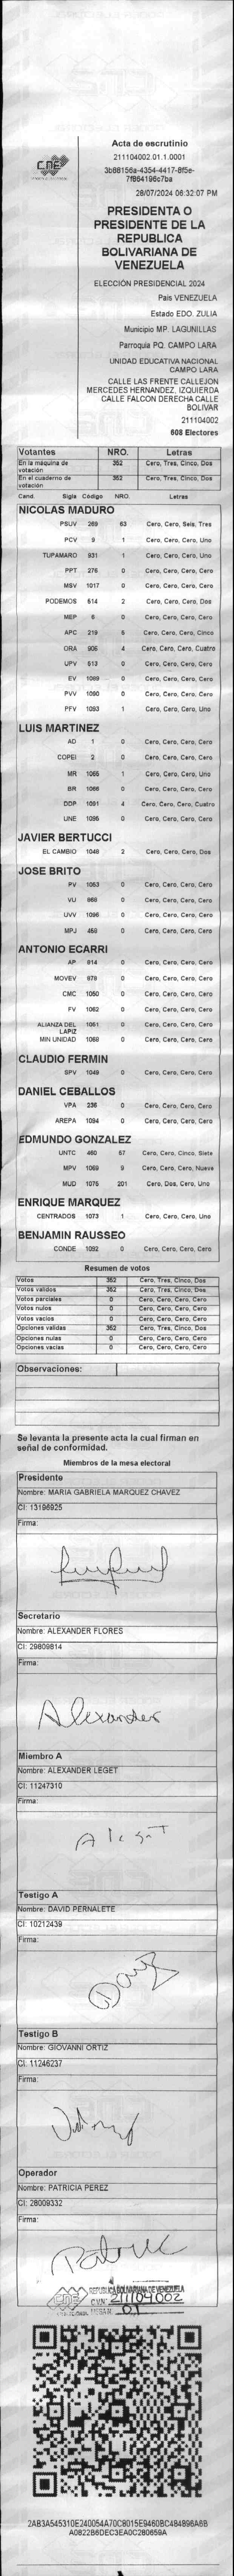 CNE
Acta de escrutinio
211104002.01.1.0001
3b88156a-4354-4417-8f5e-
7f864196c7ba
28/07/2024 06:32:07 PM
PRESIDENTA O
PRESIDENTE DE LA
REPUBLICA
BOLIVARIANA DE
VENEZUELA
ELECCIÓN PRESIDENCIAL 2024
Pais VENEZUELA
Estado EDO. ZULIA
Municipio MP. LAGUNILLAS
Parroquia PQ. CAMPO LARA
UNIDAD EDUCATIVA NACIONAL
CAMPO LARA
CALLE LAS FRENTE CALLEJON
MERCEDES HERNANDEZ. IZQUIERDA
CALLE FALCON DERECHA CALLE
BOLIVAR
211104002
608 Electores
Votantes NRO. Letras
En la máquina de votación 352 Cero, Tres, Cinco, Dos
En el cuaderno de votación 352 Cero, Tres, Cinco, Dos
Cand. Sigla Código NRO. Letras
NICOLAS MADURO
PSUV 269 63 Cero, Cero, Seis, Tres
PCV 9 1 Cero, Cero, Cero, Uno
TUPAMARO 931 1 Cero, Cero, Cero, Uno
PPT 276 0 Cero, Cero, Cero, Cero
MSV 1017 0 Cero, Cero, Cero, Cero
PODEMOS 514 2 Cero, Cero, Cero, Dos
MEP 6 0 Cero, Cero, Cero, Cero
APC 219 5 Cero, Cero, Cero, Cinco
ORA 906 4 Cero, Cero, Cero, Cuatro
UPV 513 0 Cero, Cero, Cero, Cero
EV 1089 0 Cero, Cero, Cero, Cero
PVV 1090 0 Cero, Cero, Cero, Cero
PFV 1093 1 Cero, Cero, Cero, Uno
LUIS MARTINEZ
AD 1 0 Cero, Cero, Cero, Cero
COPEI 2 0 Cero, Cero, Cero, Cero
MR 1065 1 Cero, Cero, Cero, Uno
BR 1066 0 Cero, Cero, Cero, Cero
DDP 1091 4 Cero, Cero, Cero, Cuatro
UNE 1095 0 Cero, Cero, Cero, Cero
JAVIER BERTUCCI
EL CAMBIO 1048 2 Cero, Cero, Cero, Dos
JOSE BRITO
PV 1053 0 Cero, Cero, Cero, Cero
VU 868 0 Cero, Cero, Cero, Cero
UVV 1096 0 Cero, Cero, Cero, Cero
MPJ 458 0 Cero, Cero, Cero, Cero
ANTONIO ECARRI
AP 814 0 Cero, Cero, Cero, Cero
MOVEV 878 0 Cero, Cero, Cero, Cero
CMC 1050 0 Cero, Cero, Cero, Cero
FV 1062 0 Cero, Cero, Cero, Cero
ALIANZA DEL LAPIZ 1051 0 Cero, Cero, Cero, Cero
MIN UNIDAD 1068 0 Cero, Cero, Cero, Cero
CLAUDIO FERMIN
SPV 1049 0 Cero, Cero, Cero, Cero
DANIEL CEBALLOS
VPA 236 0 Cero, Cero, Cero, Cero
AREPA 1094 0 Cero, Cero, Cero, Cero
EDMUNDO GONZALEZ
UNTC 460 57 Cero, Cero, Cinco, Siete
MPV 1069 9 Cero, Cero, Cero, Nueve
MUD 1075 201 Cero, Dos, Cero, Uno
ENRIQUE MARQUEZ
CENTRADOS 1073 1 Cero, Cero, Cero, Uno
BENJAMIN RAUSSEO
CONDE 1092 0 Cero, Cero, Cero, Cero
Resumen de votos
Votos 352 Cero, Tres, Cinco, Dos
Votos validos 352 Cero, Tres, Cinco, Dos
Votos parciales 0 Cero, Cero, Cero, Cero
Votos nulos 0 Cero, Cero, Cero, Cero
Votos vacios 0 Cero, Cero, Cero, Cero
Opciones validas 352 Cero, Tres, Cinco, Dos
Opciones nulas 0 Cero, Cero, Cero, Cero
Opciones vacias 0 Cero, Cero, Cero, Cero
Observaciones:
Se levanta la presente acta la cual firman en
señal de conformidad.
Miembros de la mesa electoral
Presidente
Nombre: MARIA GABRIELA MARQUEZ CHAVEZ
CI: 13196925
Firma:
Secretario
Nombre: ALEXANDER FLORES
CI: 29809814
Firma:
Alexander
Miembro A
Nombre: ALEXANDER LEGET
CI: 11247310
Firma:
Testigo A
Nombre: DAVID PERNALETE
CI: 10212439
Firma:
Testigo B
Nombre: GIOVANNI ORTIZ
CI: 11246237
Firma:
Operador
Nombre: PATRICIA PEREZ
CI: 28009332
Firma:
REPUBLICA BOLIVARIANA DE VENEZUELA
CNE C.V.N°: 211104002
MESA N°: 01
2AB3A545310E240054A70C8015E9460BC484896A6B
A0822B6DEC3EA0C280659A